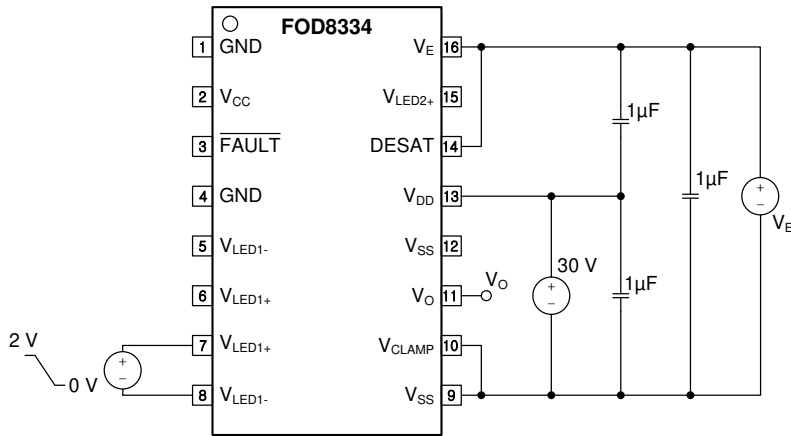 FOD8334
1 GND
2 VCC
3 FAULT
4 GND
5 VLED1-
6 VLED1+
7 VLED1+
8 VLED1-
VE 16
VLED2+ 15
DESAT 14
VDD 13
VSS 12
VO 11
VCLAMP 10
VSS 9
2 V
0 V
+
−
VO
30 V
+
−
1µF
1µF
1µF
+
−
VE